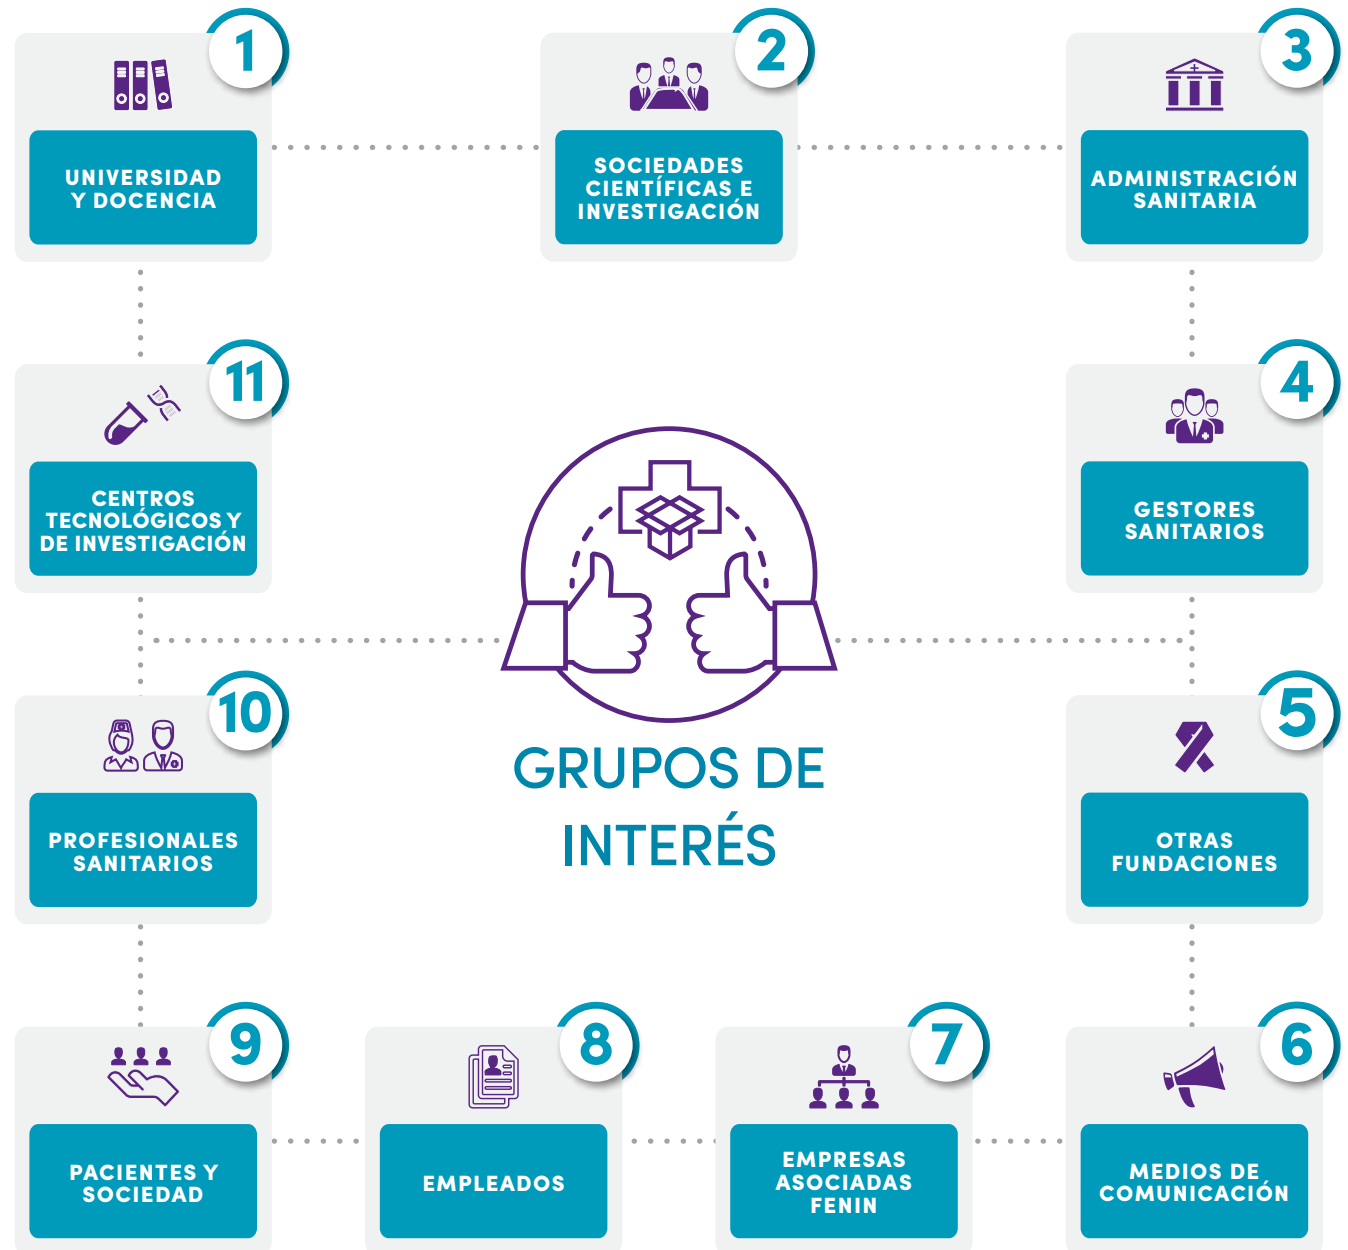 1
UNIVERSIDAD
Y DOCENCIA
2
SOCIEDADES
CIENTÍFICAS E
INVESTIGACIÓN
3
ADMINISTRACIÓN
SANITARIA
11
CENTROS
TECNOLÓGICOS Y
DE INVESTIGACIÓN
4
GESTORES
SANITARIOS
GRUPOS DE
INTERÉS
10
PROFESIONALES
SANITARIOS
5
OTRAS
FUNDACIONES
9
PACIENTES Y
SOCIEDAD
8
EMPLEADOS
7
EMPRESAS
ASOCIADAS
FENIN
6
MEDIOS DE
COMUNICACIÓN